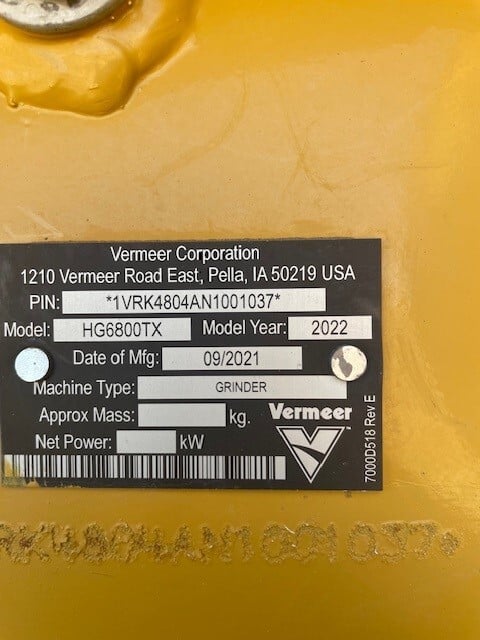 Vermeer Corporation
1210 Vermeer Road East, Pella, IA 50219 USA
PIN: *1VRK4804AN1001037*
Model: HG6800TX Model Year: 2022
Date of Mfg: 09/2021
Machine Type: GRINDER
Approx Mass: kg.
Net Power: kW
Vermeer
7000D518 Rev E
RK4804AN1001037*